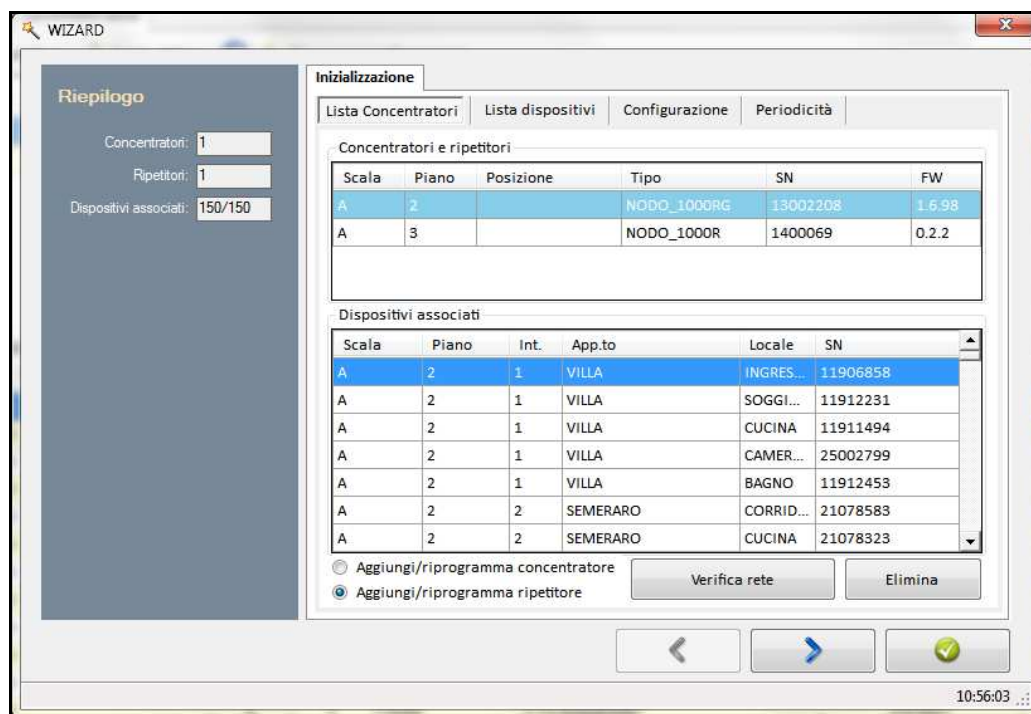 WIZARD
Riepilogo
Concentratori: 1
Ripetitori: 1
Dispositivi associati: 150/150
Inizializzazione
Lista Concentratori Lista dispositivi Configurazione Periodicità
Concentratori e ripetitori
Scala Piano Posizione Tipo SN FW
A 2 NODO_1000RG 13002208 1.6.98
A 3 NODO_1000R 1400069 0.2.2
Dispositivi associati
Scala Piano Int. App.to Locale SN
A 2 1 VILLA INGRES... 11906858
A 2 1 VILLA SOGGI... 11912231
A 2 1 VILLA CUCINA 11911494
A 2 1 VILLA CAMER... 25002799
A 2 1 VILLA BAGNO 11912453
A 2 2 SEMERARO CORRID... 21078583
A 2 2 SEMERARO CUCINA 21078323
Aggiungi/riprogramma concentratore
Aggiungi/riprogramma ripetitore
Verifica rete Elimina
10:56:03